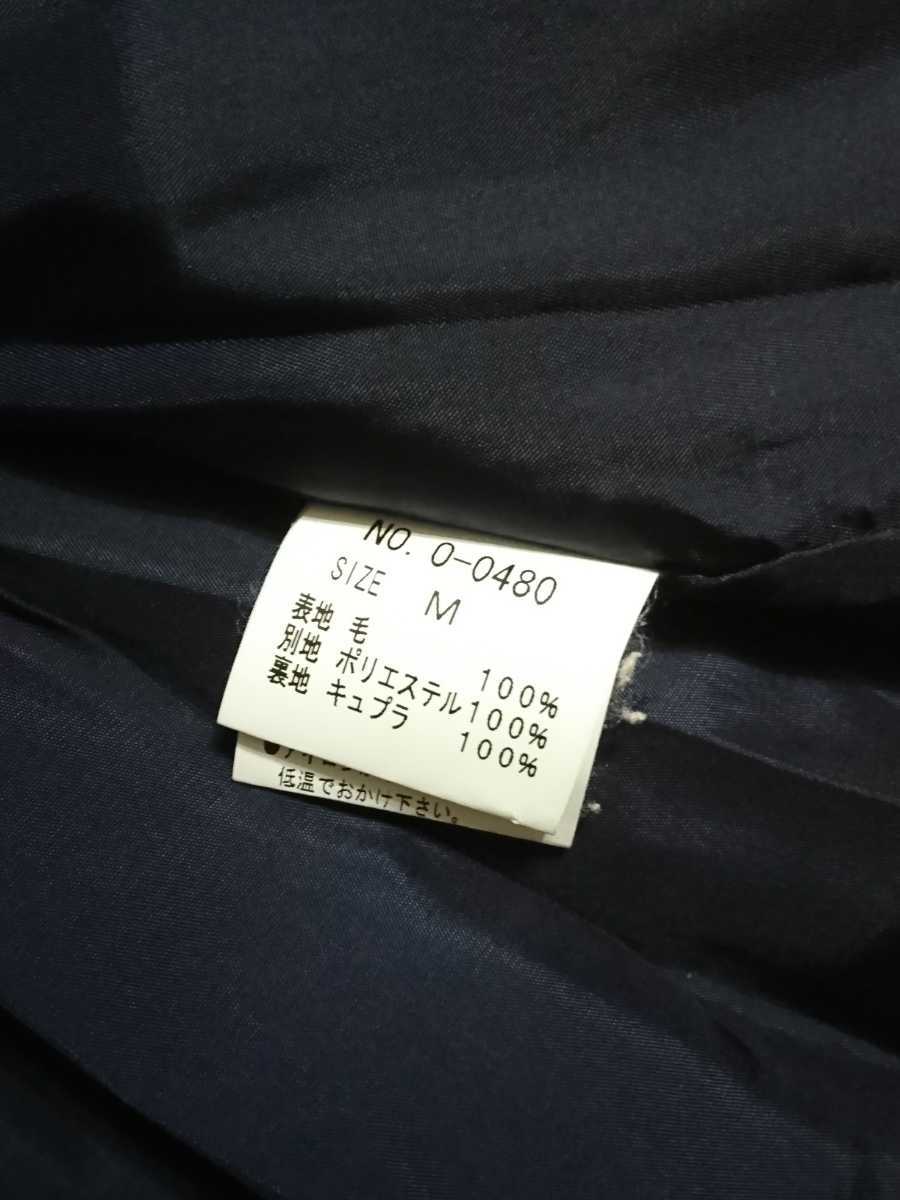 NO. 0-0480
SIZE M
表地 毛 100%
別地 ポリエステル 100%
裏地 キュプラ 100%
低温でおかけ下さい。